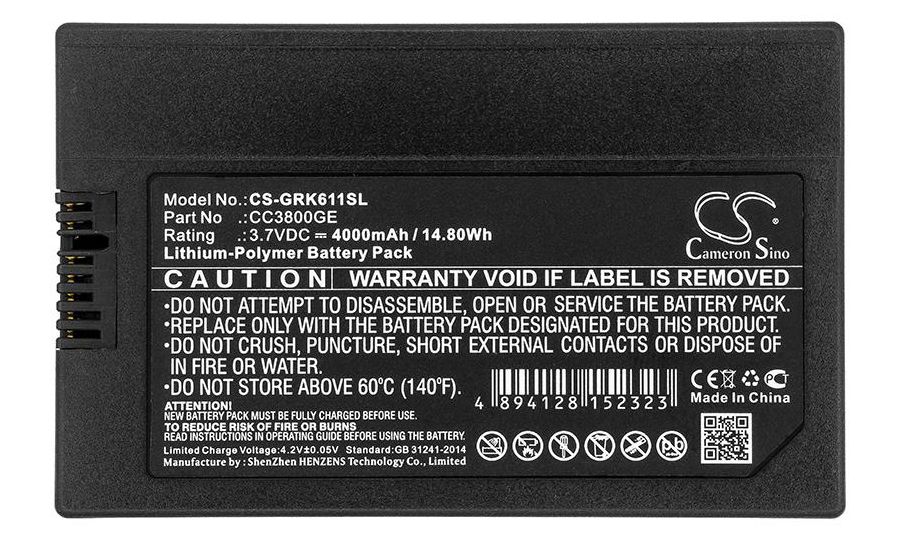 Model No.:CS-GRK611SL
Part No .:CC3800GE
Rating .:3.7VDC ⎓ 4000mAh / 14.80Wh
Lithium-Polymer Battery Pack
CS
Cameron Sino
CAUTION WARRANTY VOID IF LABEL IS REMOVED
•DO NOT ATTEMPT TO DISASSEMBLE, OPEN OR SERVICE THE BATTERY PACK.
•REPLACE ONLY WITH THE BATTERY PACK DESIGNATED FOR THIS PRODUCT.
•DO NOT CRUSH, PUNCTURE, SHORT EXTERNAL CONTACTS OR DISPOSE OF
IN FIRE OR WATER.
•DO NOT STORE ABOVE 60°C (140°F).
4 894128 152323
CE PCT
Made In China
ATTENTION!
NEW BATTERY PACK MUST BE FULLY CHARGED BEFORE USE.
TO REDUCE RISK OF FIRE OR BURNS
READ INSTRUCTIONS IN OPERATING GUIDE BEFORE USE.
Limited Charge Voltage:4.2V±0.05V Standard:GB 31241-2014
Manufacture by :ShenZhen HENZENS Technology Co., Limited